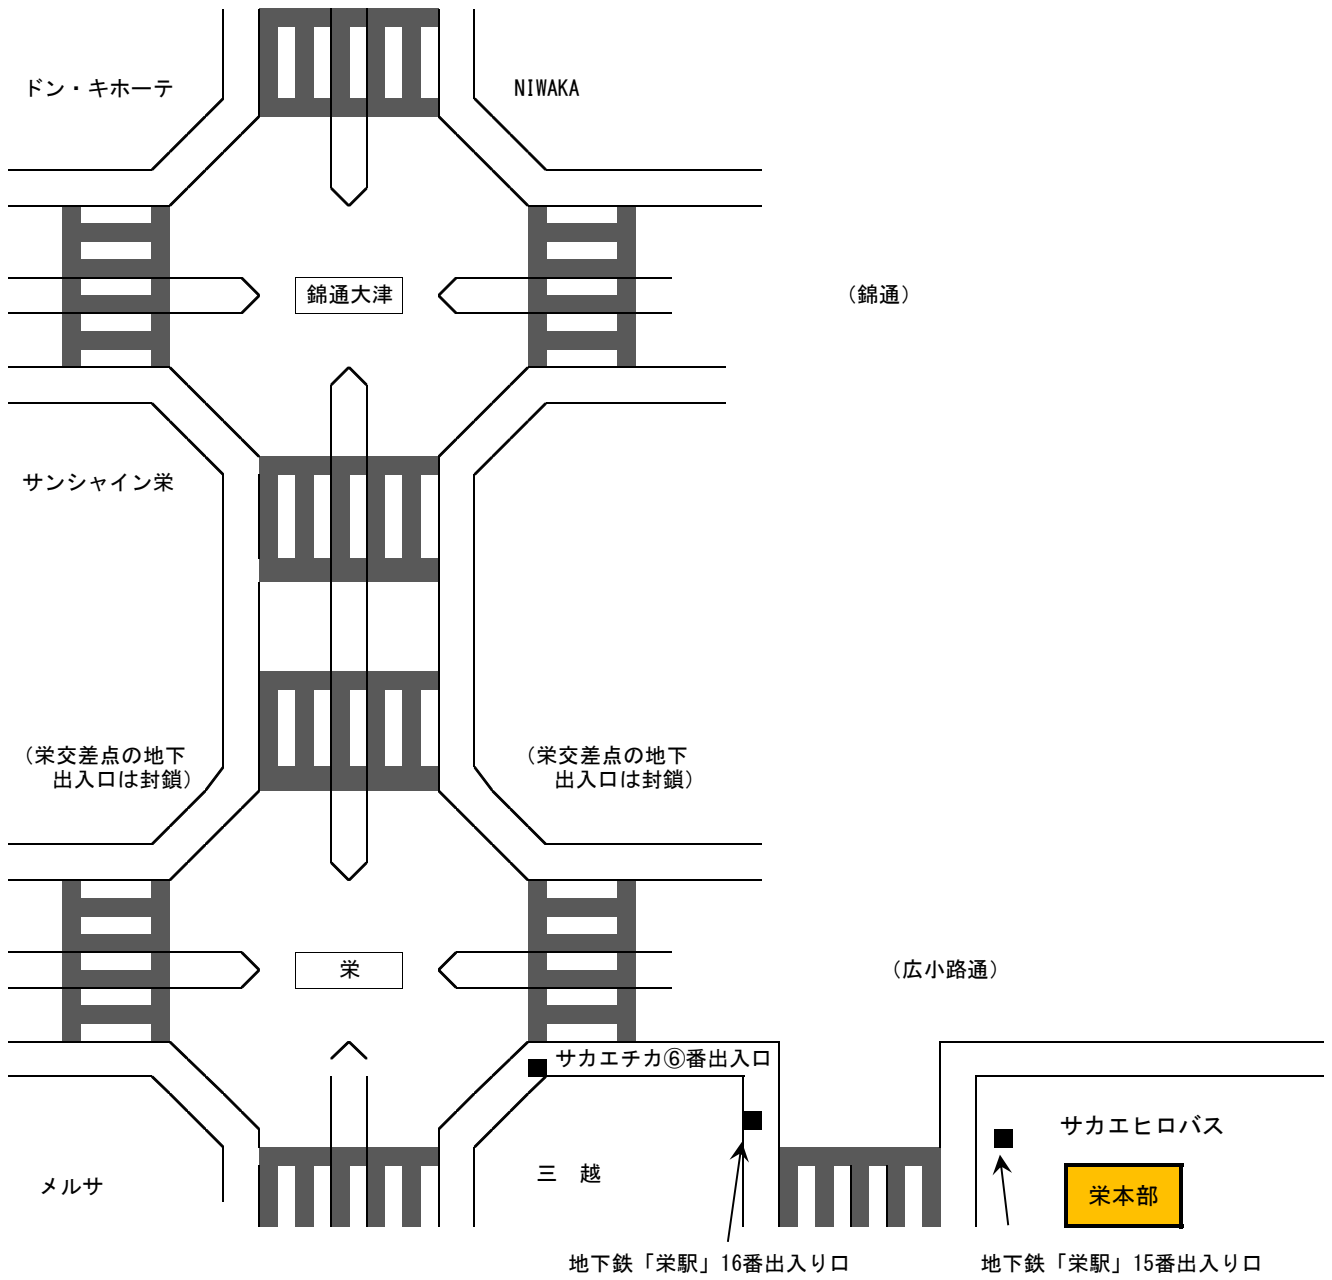 ドン・キホーテ
NIWAKA
錦通大津
（錦通）
サンシャイン栄
（栄交差点の地下
出入口は封鎖）
（栄交差点の地下
出入口は封鎖）
栄
（広小路通）
サカエチカ⑥番出入口
サカエヒロバス
三　越
メルサ
栄本部
地下鉄「栄駅」16番出入り口
地下鉄「栄駅」15番出入り口